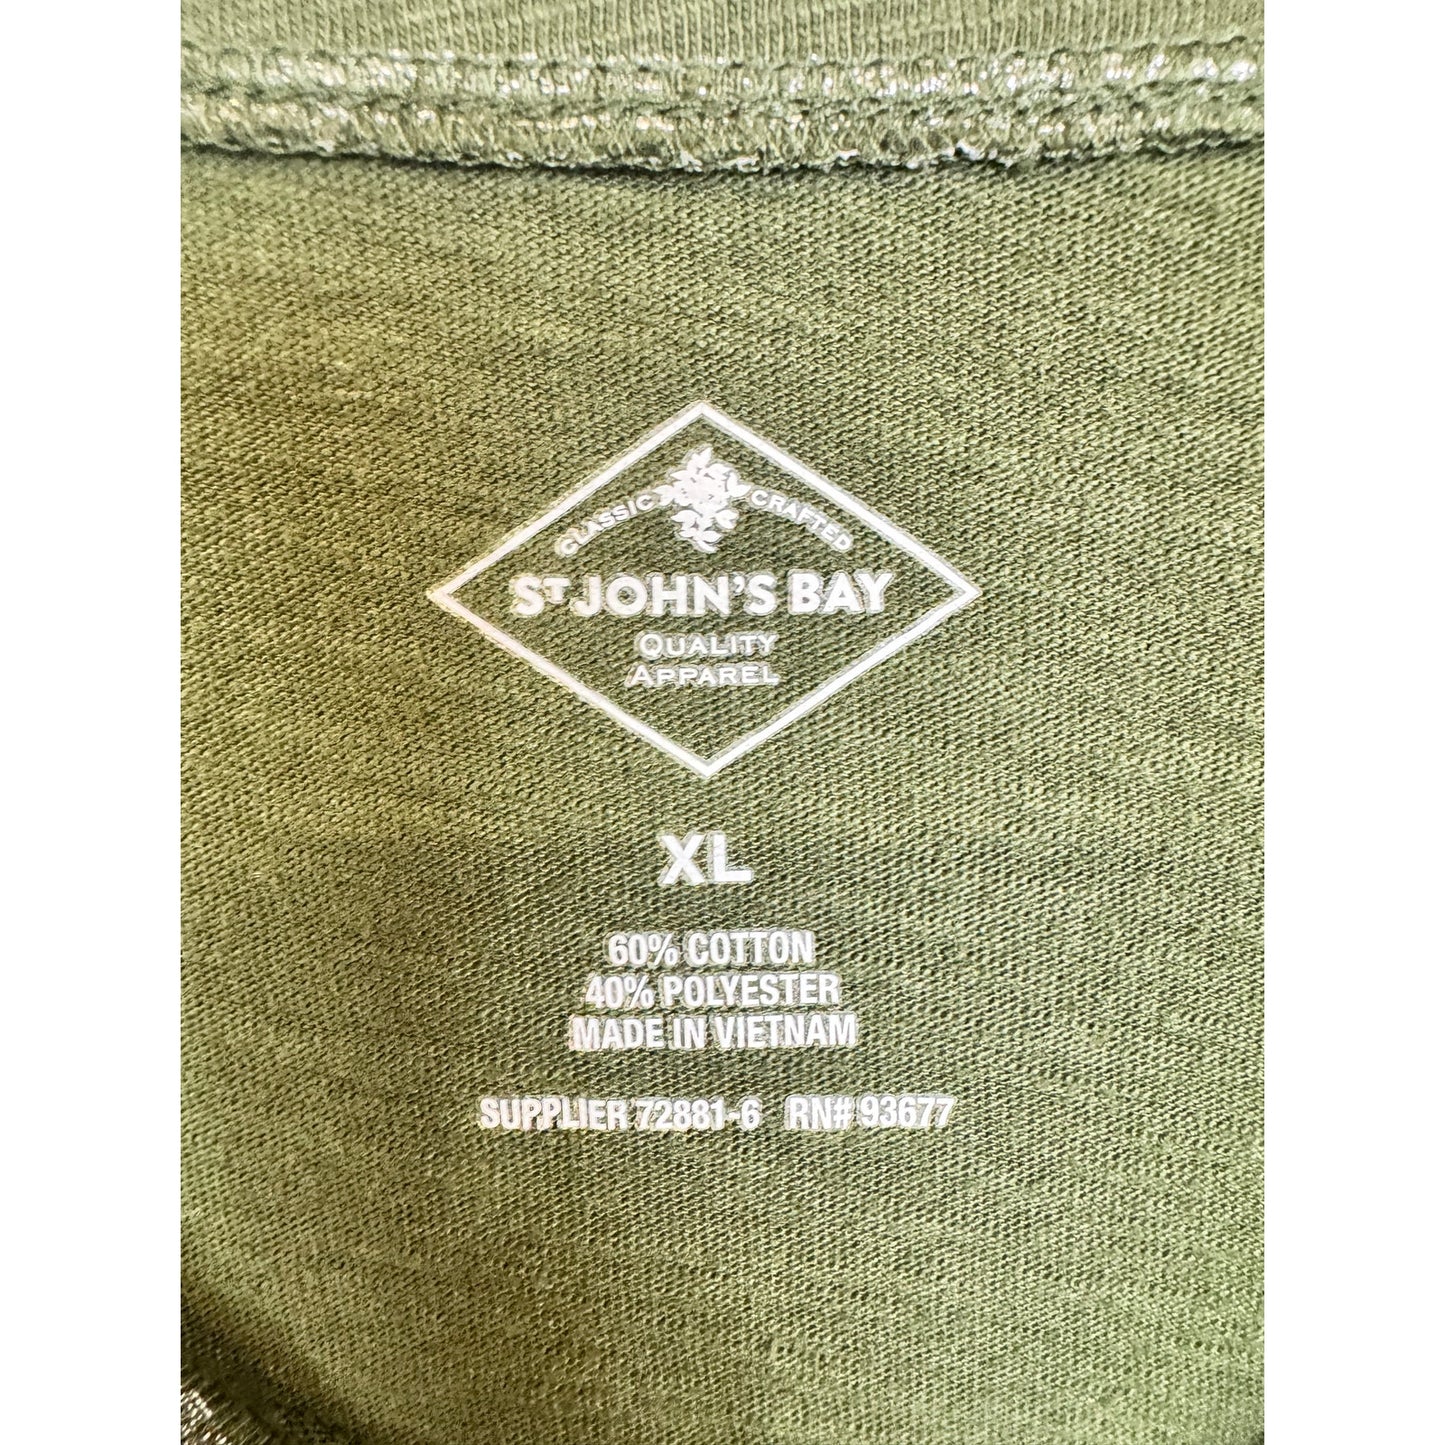 CLASSIC CRAFTED
ST JOHN'S BAY
QUALITY
APPAREL
XL
60% COTTON
40% POLYESTER
MADE IN VIETNAM
SUPPLIER 72881-6 RN# 93677